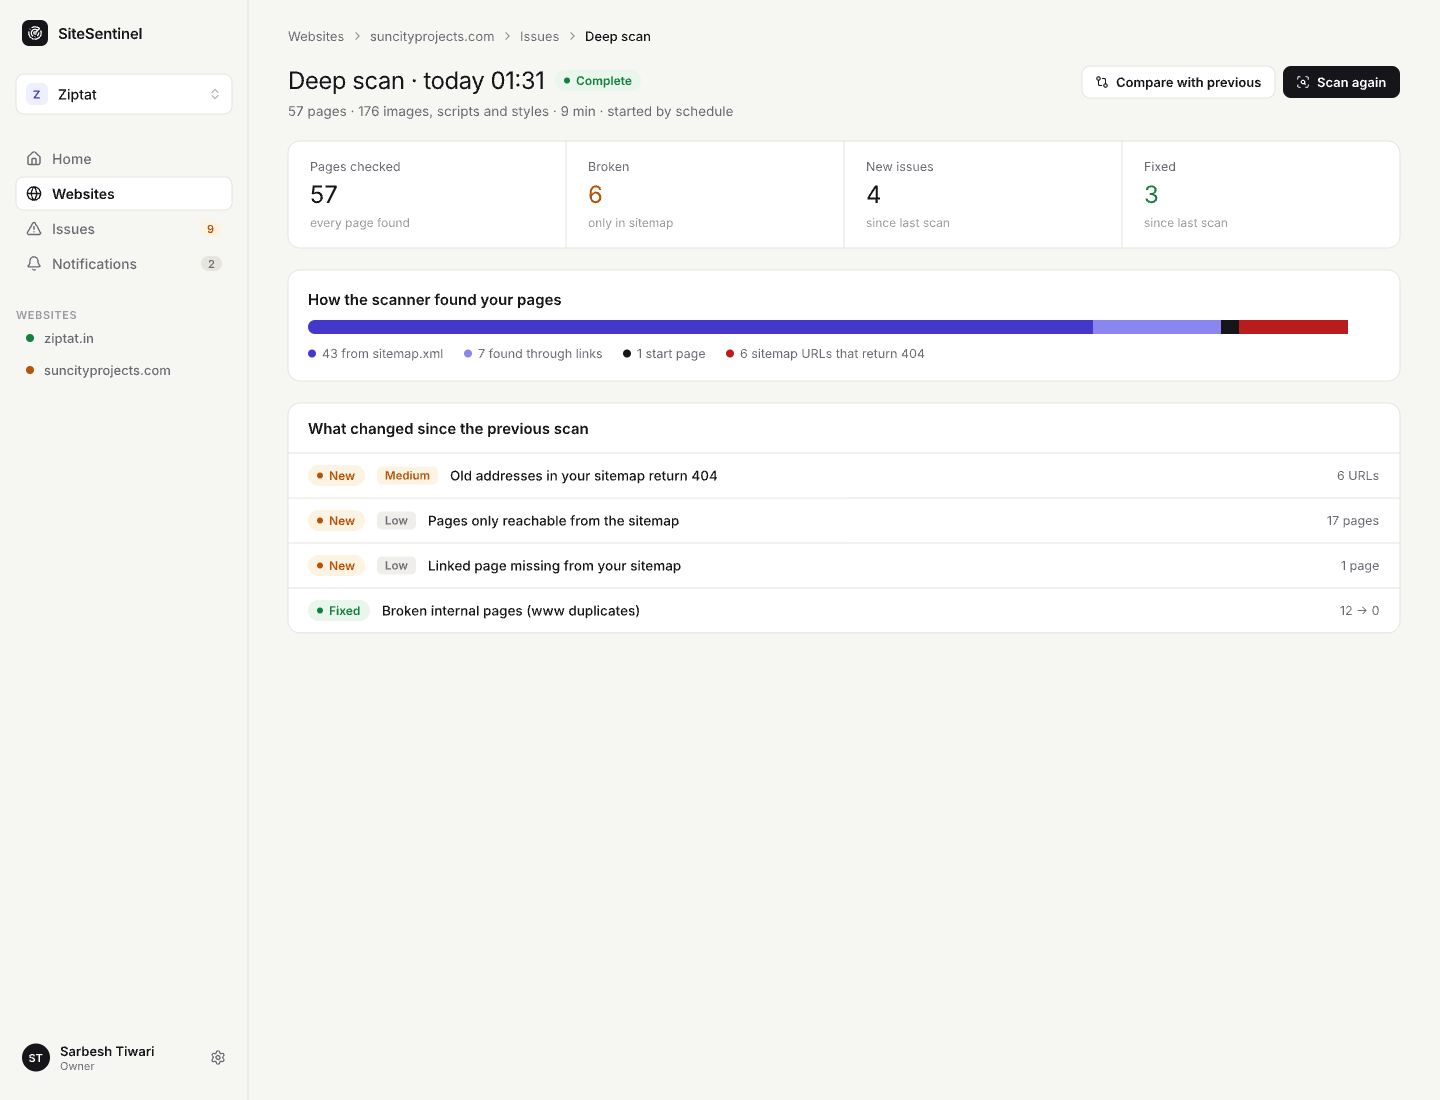 SiteSentinel
Z Ziptat
Home
Websites
Issues 9
Notifications 2
WEBSITES
ziptat.in
suncityprojects.com
ST Sarbesh Tiwari
Owner
Websites > suncityprojects.com > Issues > Deep scan
Deep scan · today 01:31 Complete
Compare with previous Scan again
57 pages · 176 images, scripts and styles · 9 min · started by schedule
Pages checked
57
every page found
Broken
6
only in sitemap
New issues
4
since last scan
Fixed
3
since last scan
How the scanner found your pages
43 from sitemap.xml 7 found through links 1 start page 6 sitemap URLs that return 404
What changed since the previous scan
New Medium Old addresses in your sitemap return 404 6 URLs
New Low Pages only reachable from the sitemap 17 pages
New Low Linked page missing from your sitemap 1 page
Fixed Broken internal pages (www duplicates) 12 → 0